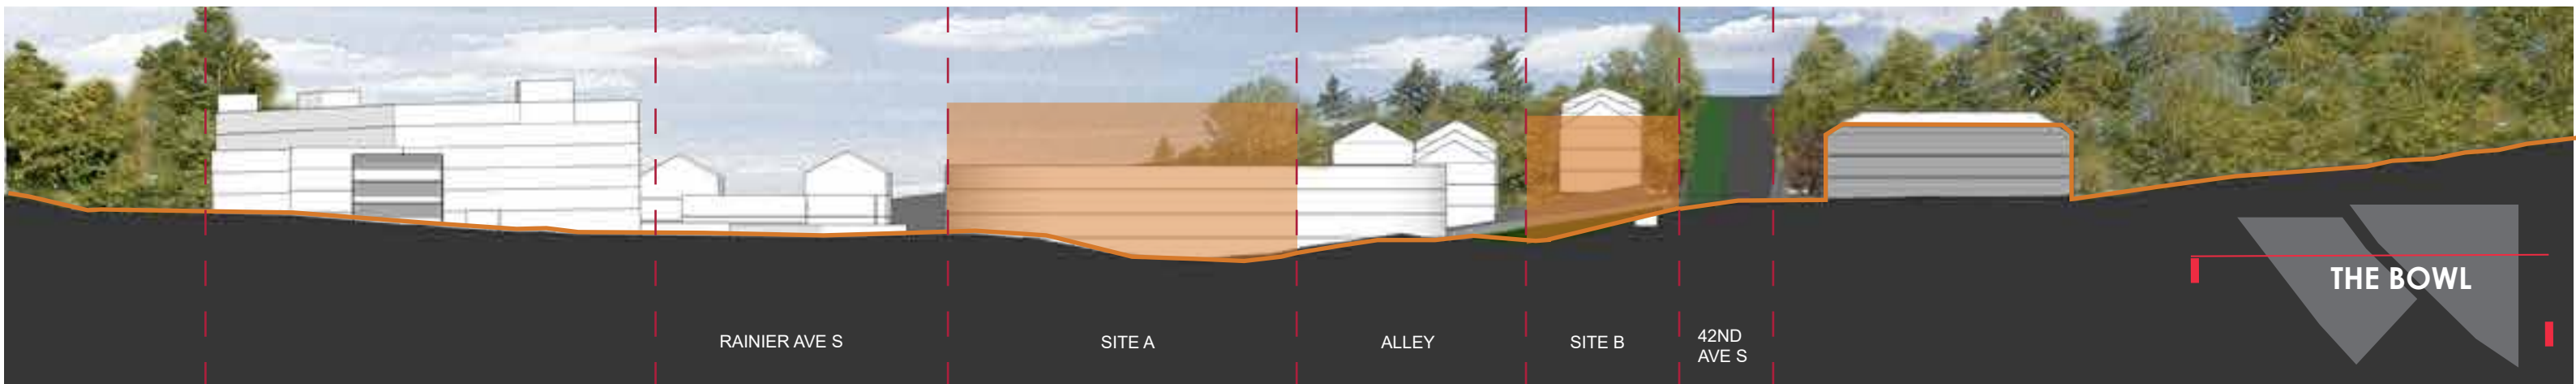 RAINIER AVE S
SITE A
ALLEY
SITE B
42ND
AVE S
THE BOWL